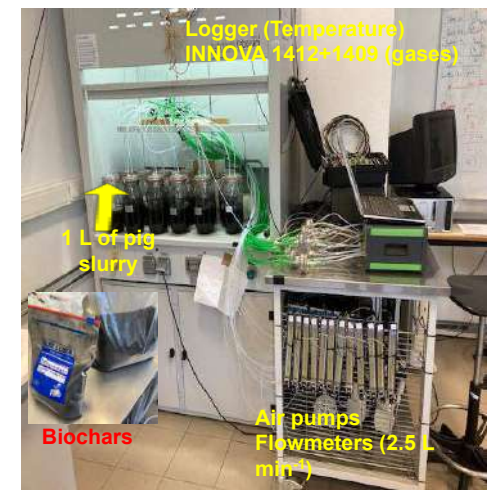 Logger (Temperature)
INNOVA 1412+1409 (gases)
1 L of pig
slurry
Biochars
Air pumps
Flowmeters (2.5 L
min⁻¹)